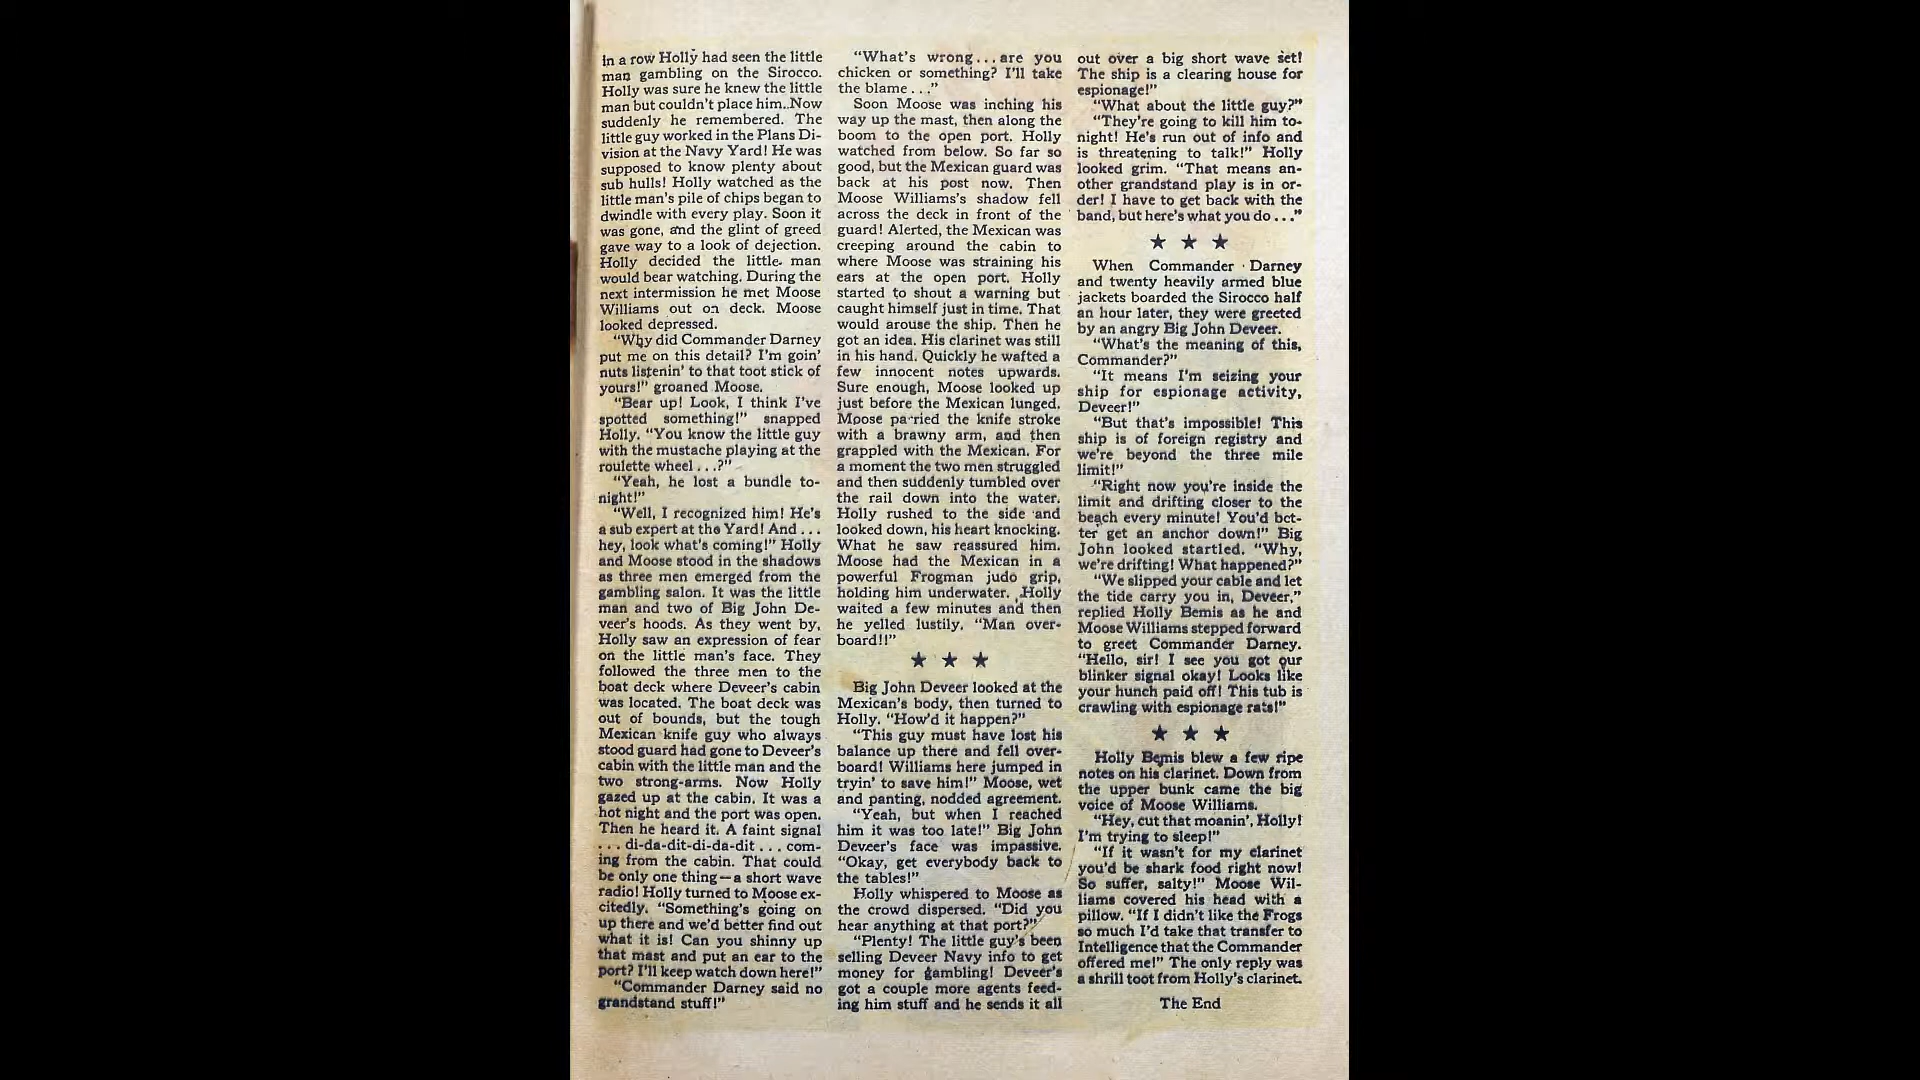 in a row Holly had seen the little
man gambling on the Sirocco.
Holly was sure he knew the little
man but couldn't place him. Now
suddenly he remembered. The
little guy worked in the Plans Di-
vision at the Navy Yard! He was
supposed to know plenty about
sub hulls! Holly watched as the
little man's pile of chips began to
dwindle with every play. Soon it
was gone, and the glint of greed
gave way to a look of dejection.
Holly decided the little man
would bear watching. During the
next intermission he met Moose
Williams out on deck. Moose
looked depressed.
"Why did Commander Darney
put me on this detail? I'm goin'
nuts listenin' to that toot stick of
yours!" groaned Moose.
"Bear up! Look, I think I've
spotted something!" snapped
Holly. "You know the little guy
with the mustache playing at the
roulette wheel...?"
"Yeah, he lost a bundle to-
night!"
"Well, I recognized him! He's
a sub expert at the Yard! And...
hey, look what's coming!" Holly
and Moose stood in the shadows
as three men emerged from the
gambling salon. It was the little
man and two of Big John De-
veer's hoods. As they went by,
Holly saw an expression of fear
on the little man's face. They
followed the three men to the
boat deck where Deveer's cabin
was located. The boat deck was
out of bounds, but the tough
Mexican knife guy who always
stood guard had gone to Deveer's
cabin with the little man and the
two strong-arms. Now Holly
gazed up at the cabin. It was a
hot night and the port was open.
Then he heard it. A faint signal
...di-da-dit-di-da-dit...com-
ing from the cabin. That could
be only one thing—a short wave
radio! Holly turned to Moose ex-
citedly. "Something's going on
up there and we'd better find out
what it is! Can you shinny up
that mast and put an ear to the
port? I'll keep watch down here!"
"Commander Darney said no
grandstand stuff!"
"What's wrong...are you
chicken or something? I'll take
the blame..."
Soon Moose was inching his
way up the mast, then along the
boom to the open port. Holly
watched from below. So far so
good, but the Mexican guard was
back at his post now. Then
Moose Williams's shadow fell
across the deck in front of the
guard! Alerted, the Mexican was
creeping around the cabin to
where Moose was straining his
ears at the open port. Holly
started to shout a warning but
caught himself just in time. That
would arouse the ship. Then he
got an idea. His clarinet was still
in his hand. Quickly he wafted a
few innocent notes upwards.
Sure enough, Moose looked up
just before the Mexican lunged.
Moose parried the knife stroke
with a brawny arm, and then
grappled with the Mexican. For
a moment the two men struggled
and then suddenly tumbled over
the rail down into the water.
Holly rushed to the side and
looked down, his heart knocking.
What he saw reassured him.
Moose had the Mexican in a
powerful Frogman judo grip,
holding him underwater. Holly
waited a few minutes and then
he yelled lustily. "Man over-
board!!"
★ ★ ★
Big John Deveer looked at the
Mexican's body, then turned to
Holly. "How'd it happen?"
"This guy must have lost his
balance up there and fell over-
board! Williams here jumped in
tryin' to save him!" Moose, wet
and panting, nodded agreement.
"Yeah, but when I reached
him it was too late!" Big John
Deveer's face was impassive.
"Okay, get everybody back to
the tables!"
Holly whispered to Moose as
the crowd dispersed. "Did you
hear anything at that port?"
"Plenty! The little guy's been
selling Deveer Navy info to get
money for gambling! Deveer's
got a couple more agents feed-
ing him stuff and he sends it all
out over a big short wave set!
The ship is a clearing house for
espionage!"
"What about the little guy?"
"They're going to kill him to-
night! He's run out of info and
is threatening to talk!" Holly
looked grim. "That means an-
other grandstand play is in or-
der! I have to get back with the
band, but here's what you do..."
★ ★ ★
When Commander Darney
and twenty heavily armed blue
jackets boarded the Sirocco half
an hour later, they were greeted
by an angry Big John Deveer.
"What's the meaning of this,
Commander?"
"It means I'm seizing your
ship for espionage activity,
Deveer!"
"But that's impossible! This
ship is of foreign registry and
we're beyond the three mile
limit!"
"Right now you're inside the
limit and drifting closer to the
beach every minute! You'd bet-
ter get an anchor down!" Big
John looked startled. "Why,
we're drifting! What happened?"
"We slipped your cable and let
the tide carry you in, Deveer,"
replied Holly Bemis as he and
Moose Williams stepped forward
to greet Commander Darney.
"Hello, sir! I see you got our
blinker signal okay! Looks like
your hunch paid off! This tub is
crawling with espionage rats!"
★ ★ ★
Holly Bemis blew a few ripe
notes on his clarinet. Down from
the upper bunk came the big
voice of Moose Williams.
"Hey, cut that moanin', Holly!
I'm trying to sleep!"
"If it wasn't for my clarinet
you'd be shark food right now!
So suffer, salty!" Moose Wil-
liams covered his head with a
pillow. "If I didn't like the Frogs
so much I'd take that transfer to
Intelligence that the Commander
offered me!" The only reply was
a shrill toot from Holly's clarinet.
The End